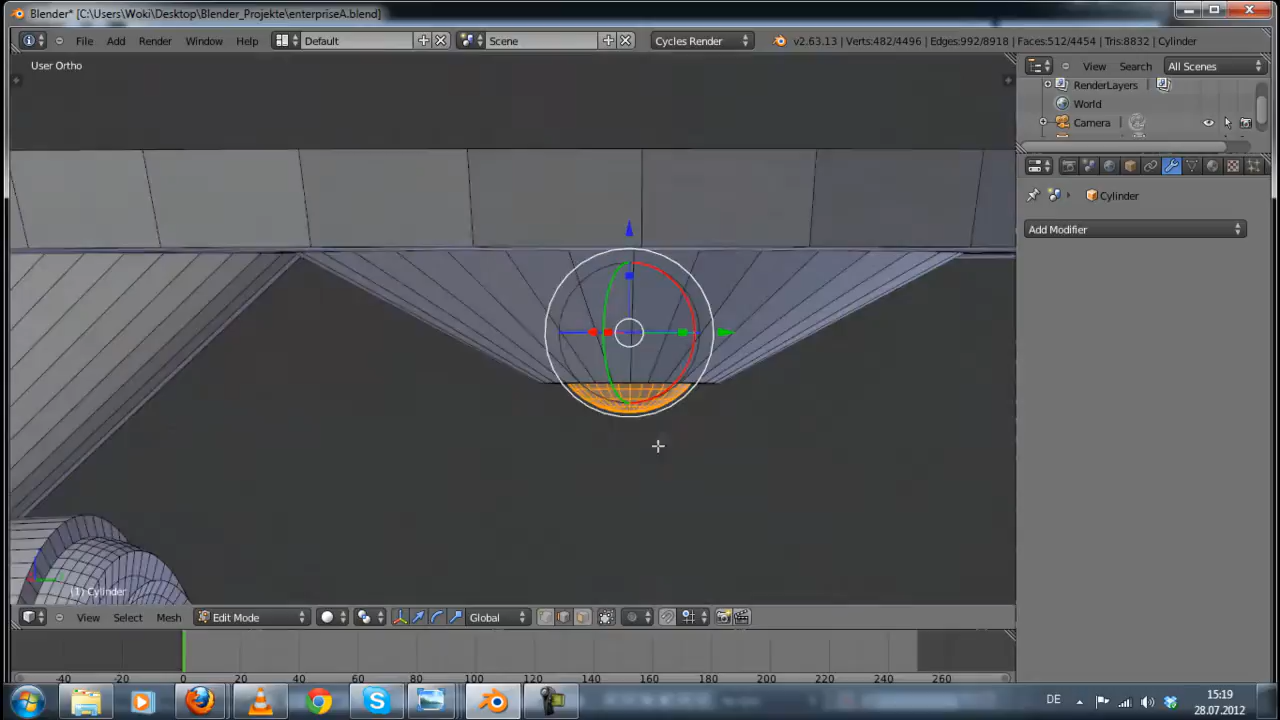 Blender* [C:\Users\Woki\Desktop\Blender_Projekte\enterpriseA.blend]
File Add Render Window Help Default Scene Cycles Render v2.63.13 | Verts:482/4496 | Edges:992/8918 | Faces:512/4454 | Tris:8832 | Cylinder
User Ortho
View Search All Scenes
RenderLayers
World
Camera
Cylinder
Add Modifier
(1) Cylinder
View Select Mesh Edit Mode Global
-40 -20 0 20 40 60 80 100 120 140 160 180 200 220 240 260
DE 15:19
28.07.2012